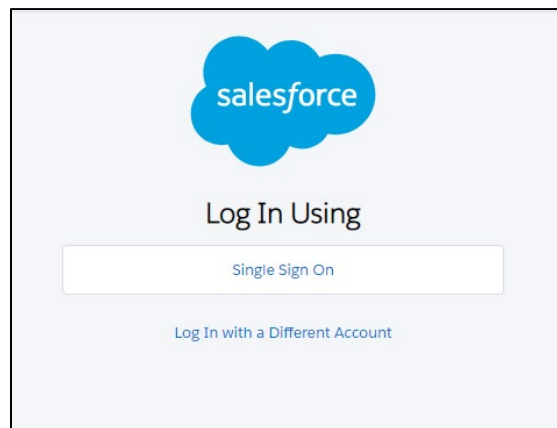 salesforce
Log In Using
Single Sign On
Log In with a Different Account